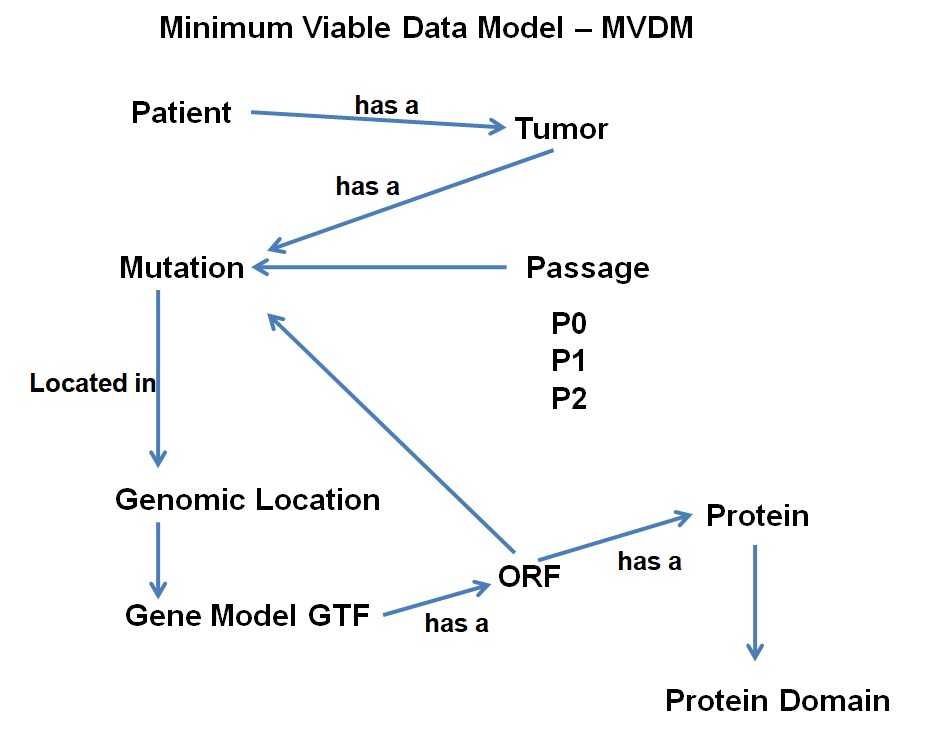 Minimum Viable Data Model – MVDM
Patient
has a
Tumor
has a
Mutation
Passage
P0
P1
P2
Located in
Genomic Location
Protein
has a
ORF
Gene Model GTF
has a
Protein Domain